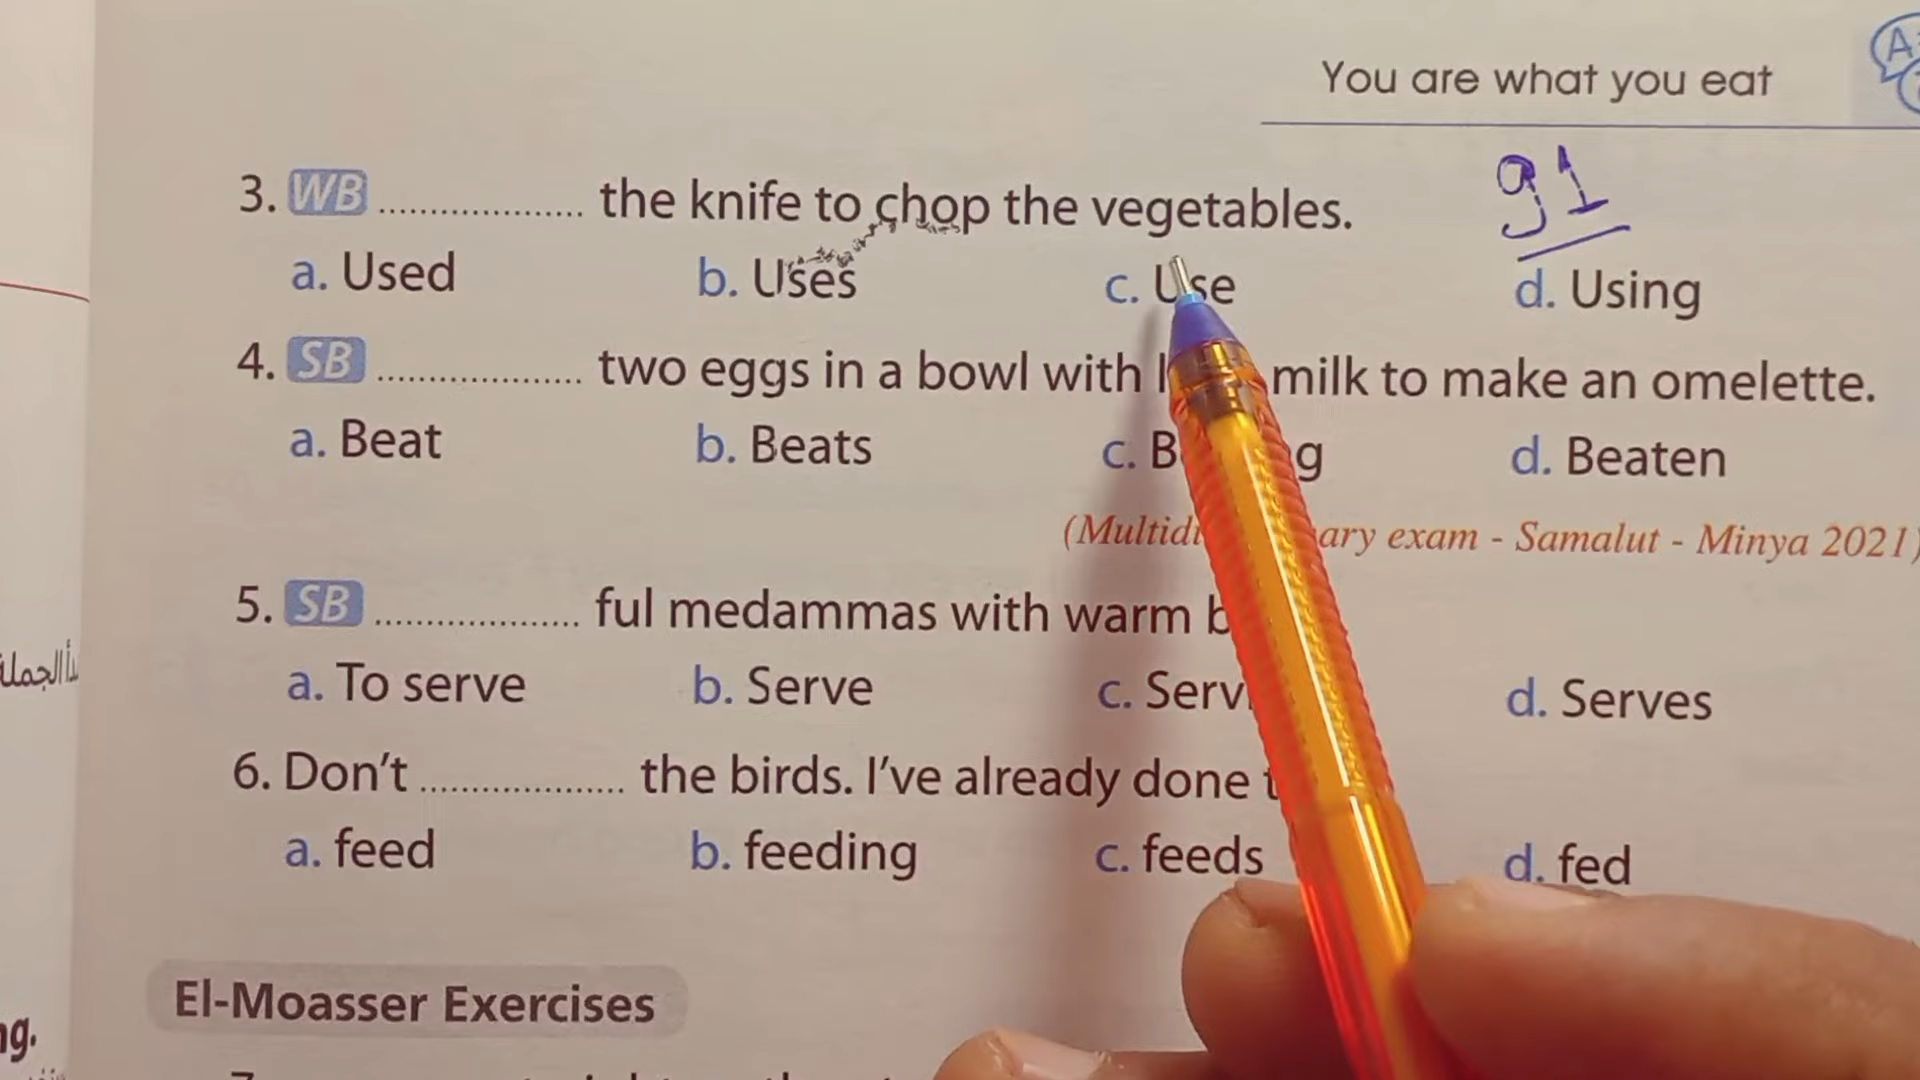 You are what you eat
91
3. WB .................... the knife to chop the vegetables.
a. Used b. Uses c. Use d. Using
4. SB .................... two eggs in a bowl with milk to make an omelette.
a. Beat b. Beats c. d. Beaten
exam - Samalut - Minya 2021)
5. SB .................... ful medammas with warm
a. To serve b. Serve c. d. Serves
6. Don't .................... the birds. I've already done
a. feed b. feeding c. feeds d. fed
El-Moasser Exercises